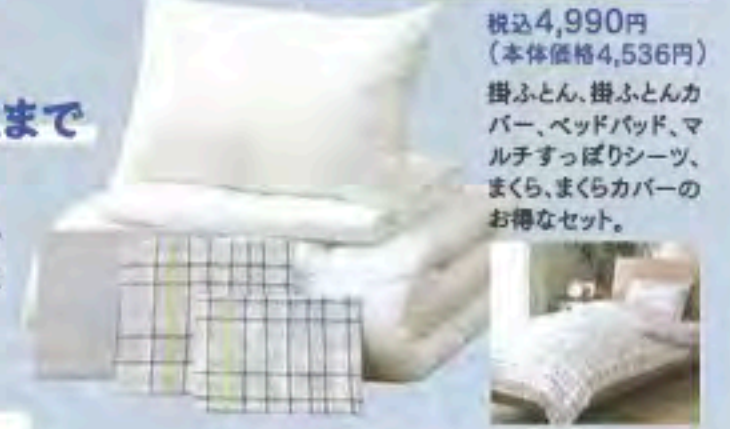 まで
税込4,990円
（本体価格4,536円）
掛ふとん、掛ふとんカ
バー、ベッドパッド、マ
ルチすっぽりシーツ、
まくら、まくらカバーの
お得なセット。